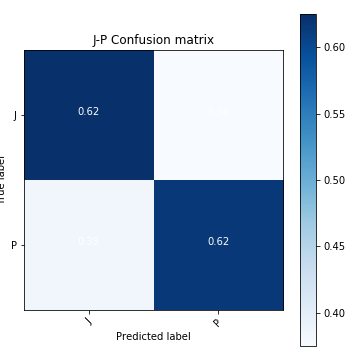 J-P Confusion matrix
0.60
0.62
J
0.55
0.50
True label
0.45
P
0.62
0.40
J
P
Predicted label